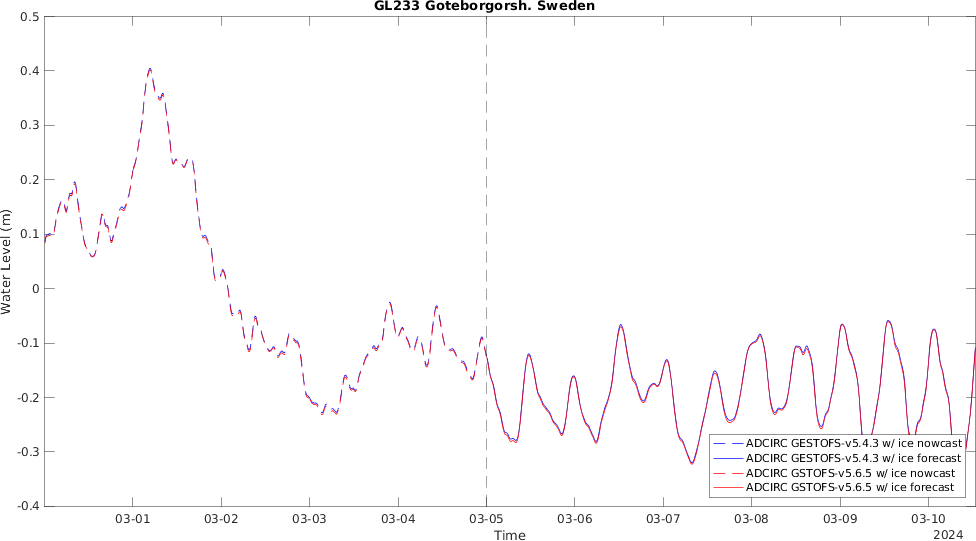 GL233 Goteborgorsh. Sweden
0.5
0.4
0.3
0.2
0.1
0
-0.1
-0.2
-0.3
-0.4
Water Level (m)
ADCIRC GESTOFS-v5.4.3 w/ ice nowcast
ADCIRC GESTOFS-v5.4.3 w/ ice forecast
ADCIRC GSTOFS-v5.6.5 w/ ice nowcast
ADCIRC GSTOFS-v5.6.5 w/ ice forecast
03-01 03-02 03-03 03-04 03-05 03-06 03-07 03-08 03-09 03-10
Time
2024